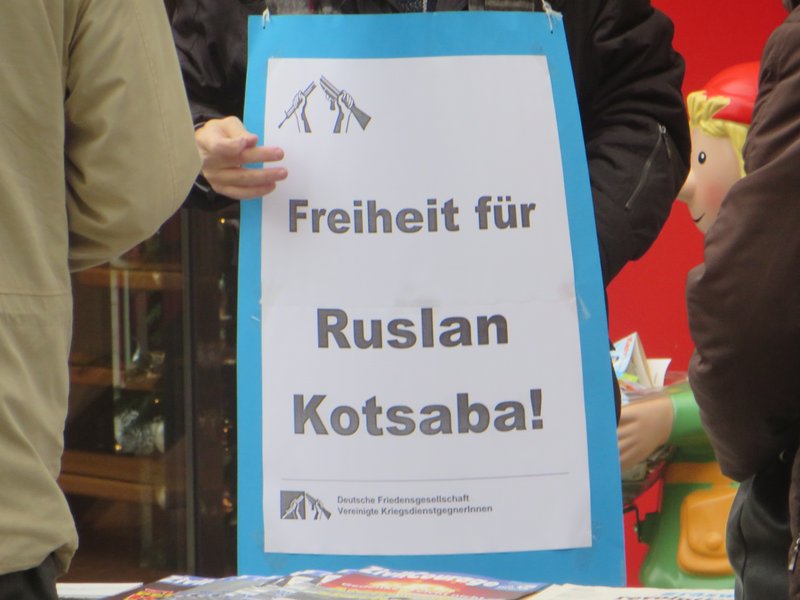 Freiheit für
Ruslan
Kotsaba!
Deutsche Friedensgesellschaft
Vereinigte KriegsdienstgegnerInnen